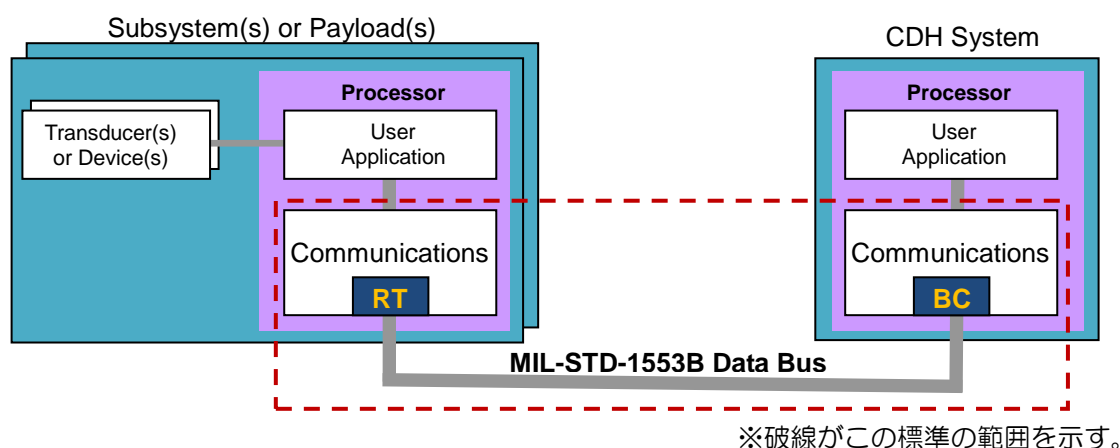 Subsystem(s) or Payload(s)
CDH System
Processor
User
Application
Transducer(s)
or Device(s)
Communications
RT
Processor
User
Application
Communications
BC
MIL-STD-1553B Data Bus
※破線がこの標準の範囲を示す。